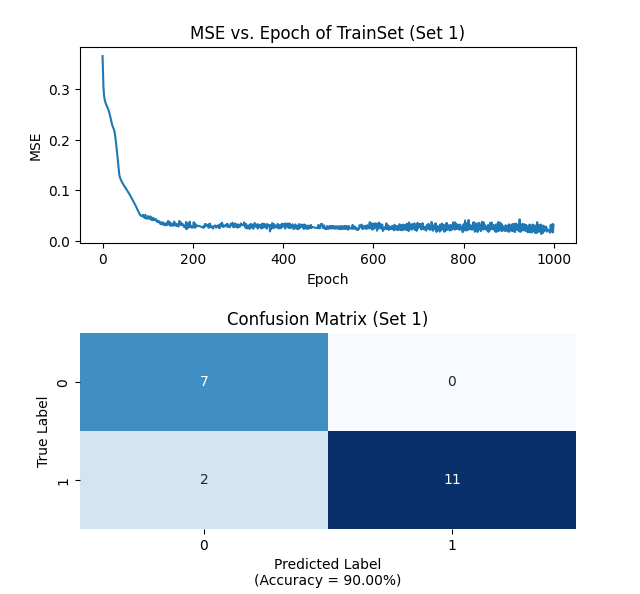 MSE vs. Epoch of TrainSet (Set 1)
MSE
0.3
0.2
0.1
0.0
0 200 400 600 800 1000
Epoch
Confusion Matrix (Set 1)
True Label
0
7 0
1
2 11
0 1
Predicted Label
(Accuracy = 90.00%)